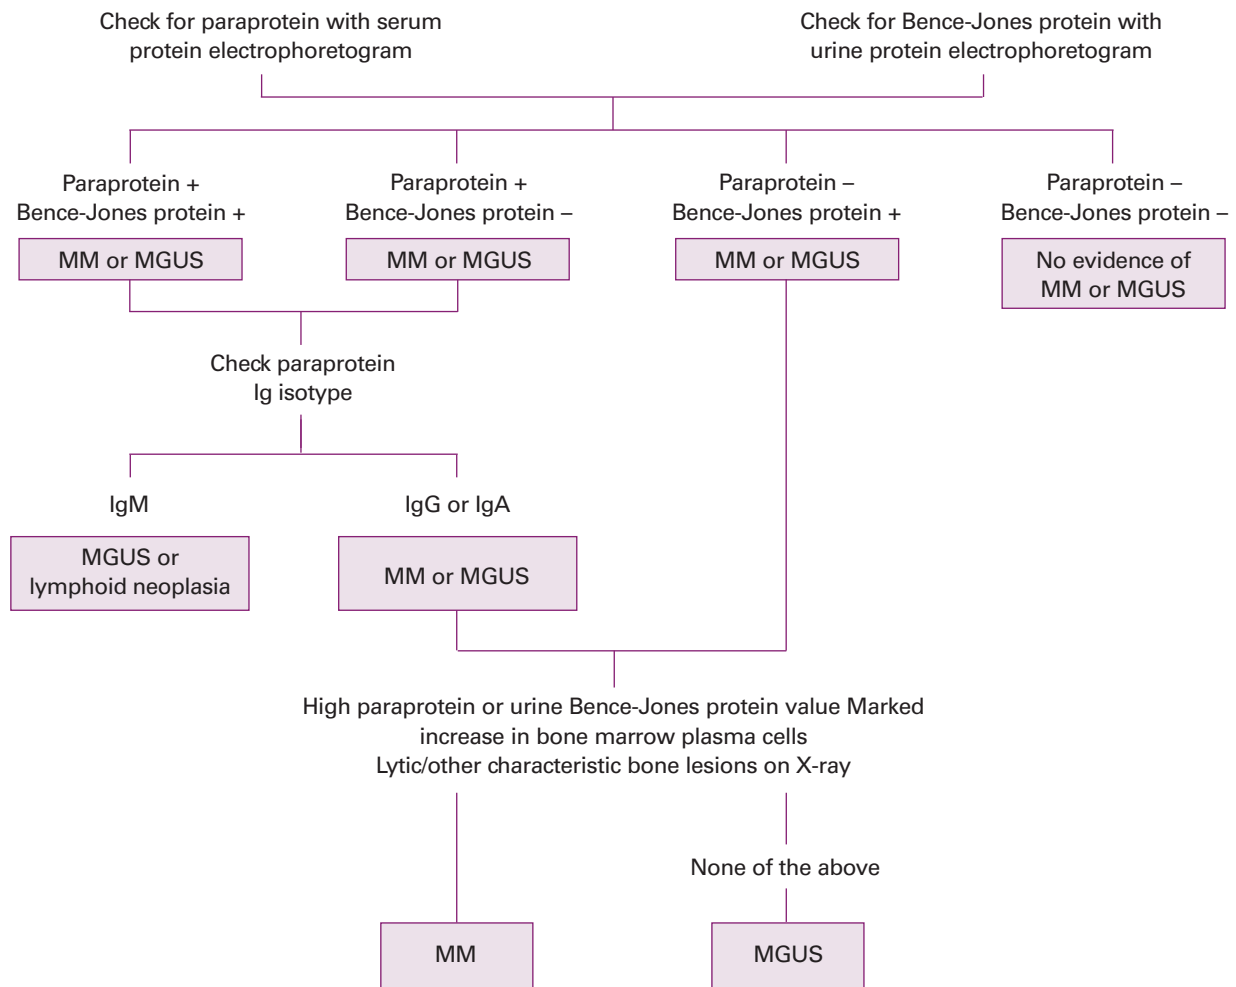 Check for paraprotein with serum
protein electrophoretogram
Check for Bence-Jones protein with
urine protein electrophoretogram
Paraprotein +
Bence-Jones protein +
MM or MGUS
Paraprotein +
Bence-Jones protein –
MM or MGUS
Paraprotein –
Bence-Jones protein +
MM or MGUS
Paraprotein –
Bence-Jones protein –
No evidence of
MM or MGUS
Check paraprotein
Ig isotype
IgM
MGUS or
lymphoid neoplasia
IgG or IgA
MM or MGUS
High paraprotein or urine Bence-Jones protein value Marked
increase in bone marrow plasma cells
Lytic/other characteristic bone lesions on X-ray
None of the above
MM
MGUS